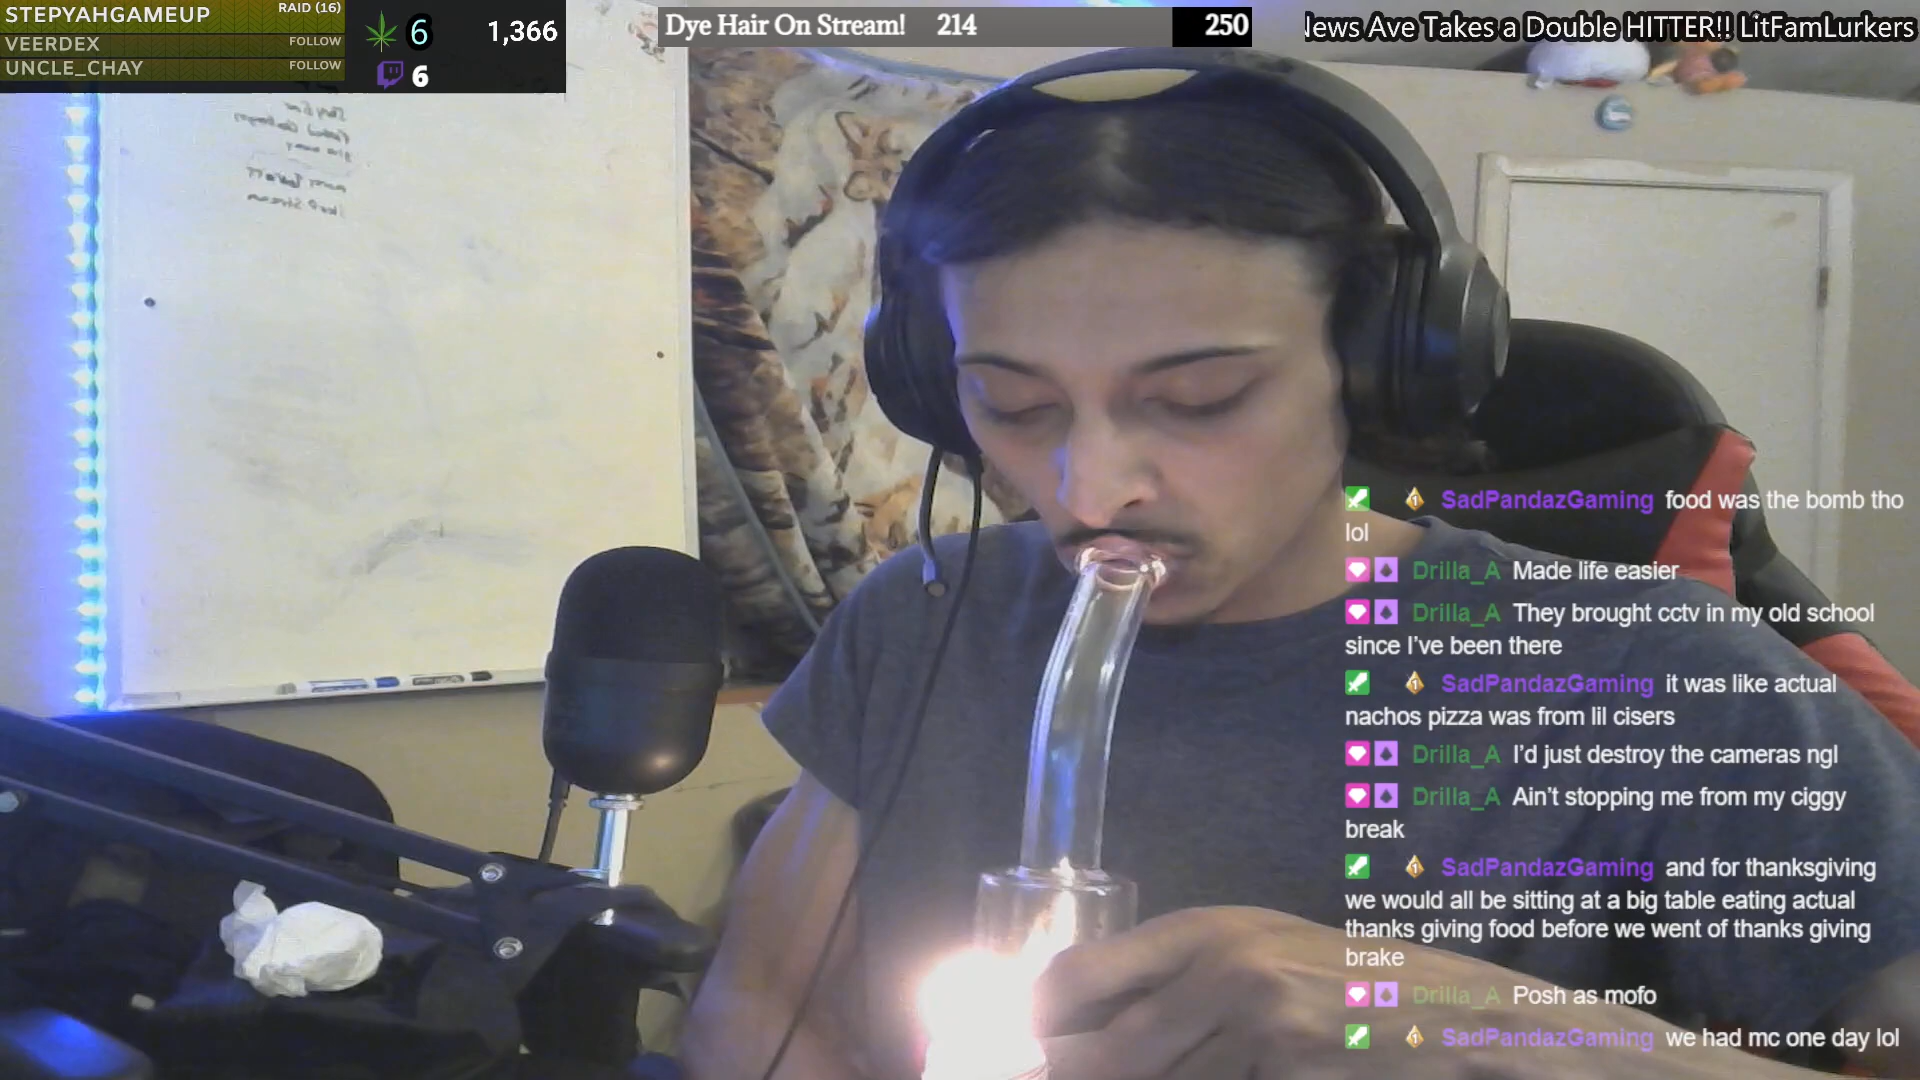 STEPYAHGAMEUP RAID (16)
VEERDEX FOLLOW
UNCLE_CHAY FOLLOW
6 1,366
6
Dye Hair On Stream! 214 250
News Ave Takes a Double HITTER!! LitFamLurkers
SadPandazGaming food was the bomb tho
lol
Drilla_A Made life easier
Drilla_A They brought cctv in my old school
since I've been there
SadPandazGaming it was like actual
nachos pizza was from lil cisers
Drilla_A I'd just destroy the cameras ngl
Drilla_A Ain't stopping me from my ciggy
break
SadPandazGaming and for thanksgiving
we would all be sitting at a big table eating actual
thanks giving food before we went of thanks giving
brake
Drilla_A Posh as mofo
SadPandazGaming we had mc one day lol